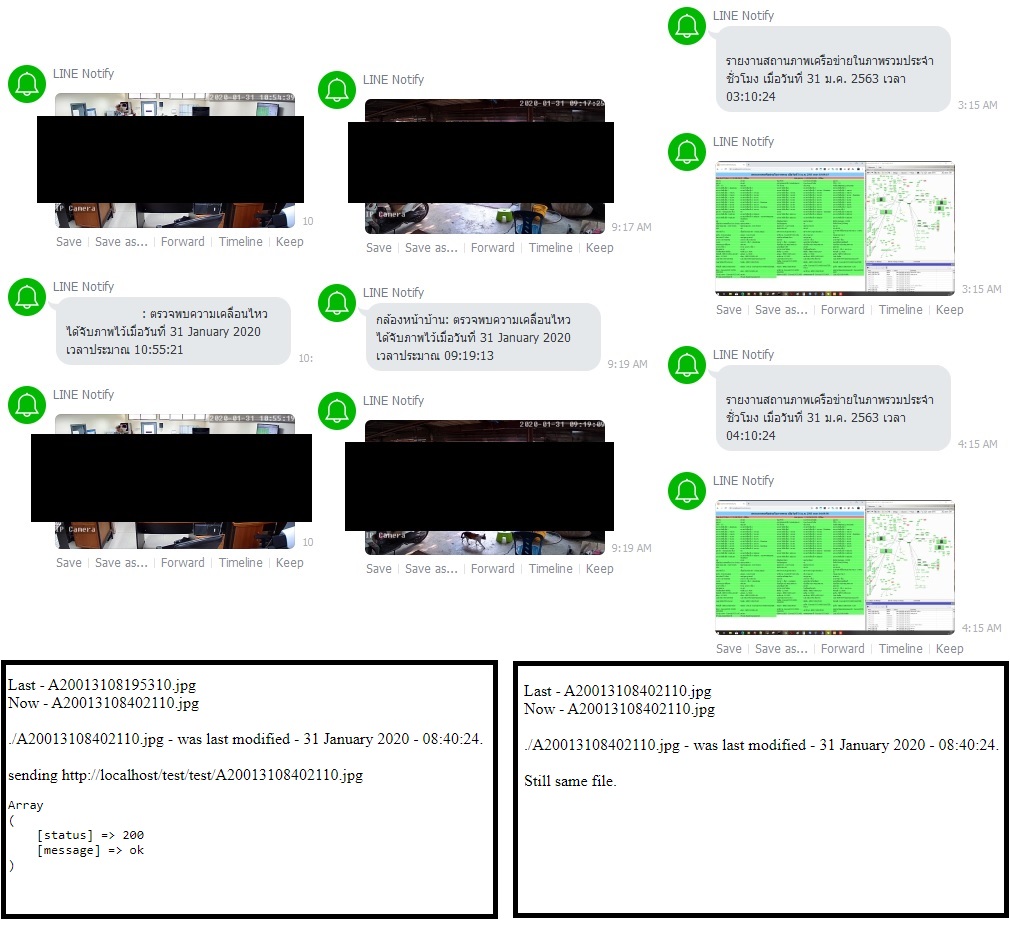 LINE Notify
2020-01-31 10:54:39
IP Camera
10
Save | Save as... | Forward | Timeline | Keep
LINE Notify
: ตรวจพบความเคลื่อนไหว
ได้จับภาพไว้เมื่อวันที่ 31 January 2020
เวลาประมาณ 10:55:21
10:
LINE Notify
2020-01-31 10:55:19
IP Camera
10
Save | Save as... | Forward | Timeline | Keep
LINE Notify
2020-01-31 09:17:25
IP Camera
9:17 AM
Save | Save as... | Forward | Timeline | Keep
LINE Notify
กล้องหน้าบ้าน: ตรวจพบความเคลื่อนไหว
ได้จับภาพไว้เมื่อวันที่ 31 January 2020
เวลาประมาณ 09:19:13
9:19 AM
LINE Notify
2020-01-31 09:19:09
IP Camera
9:19 AM
Save | Save as... | Forward | Timeline | Keep
LINE Notify
รายงานสถานภาพเครือข่ายในภาพรวมประจำ
ชั่วโมง เมื่อวันที่ 31 ม.ค. 2563 เวลา
03:10:24
3:15 AM
LINE Notify
3:15 AM
Save | Save as... | Forward | Timeline | Keep
LINE Notify
รายงานสถานภาพเครือข่ายในภาพรวมประจำ
ชั่วโมง เมื่อวันที่ 31 ม.ค. 2563 เวลา
04:10:24
4:15 AM
LINE Notify
4:15 AM
Save | Save as... | Forward | Timeline | Keep
Last - A20013108195310.jpg
Now - A20013108402110.jpg
./A20013108402110.jpg - was last modified - 31 January 2020 - 08:40:24.
sending http://localhost/test/test/A20013108402110.jpg
Array
(
[status] => 200
[message] => ok
)
Last - A20013108402110.jpg
Now - A20013108402110.jpg
./A20013108402110.jpg - was last modified - 31 January 2020 - 08:40:24.
Still same file.